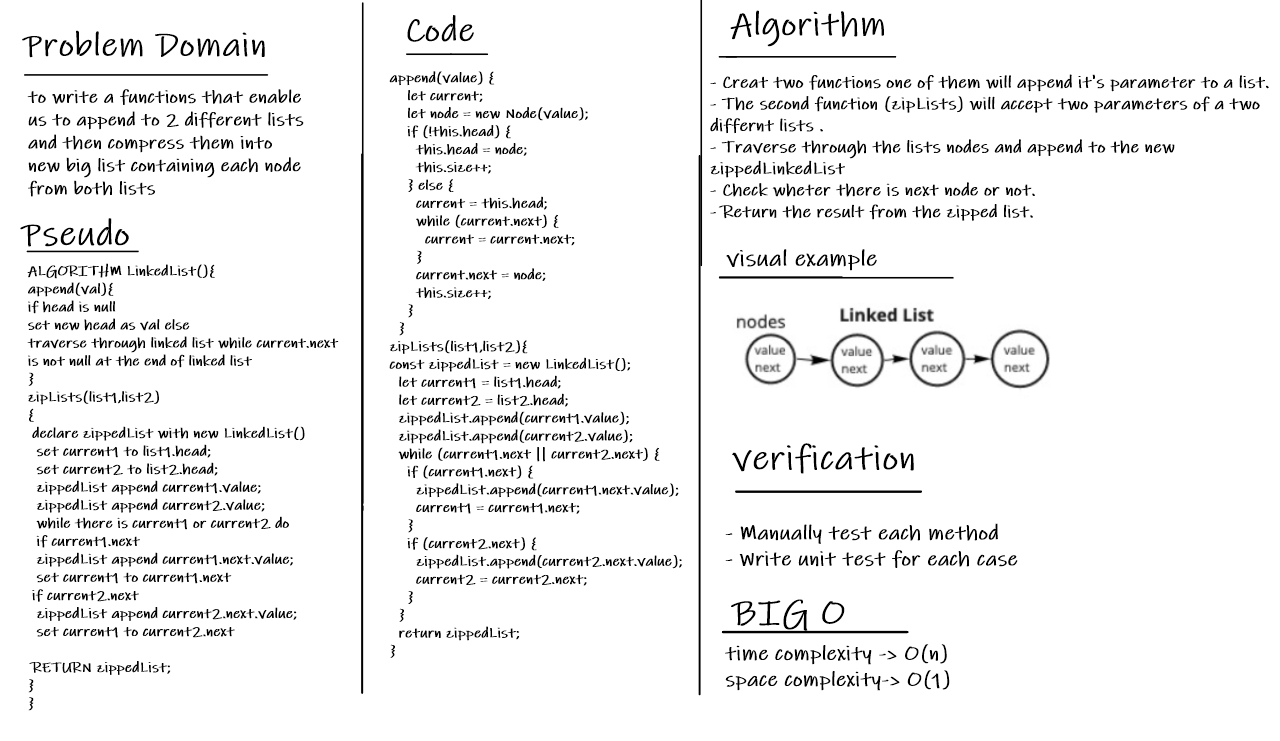 Problem Domain
to write a functions that enable
us to append to 2 different lists
and then compress them into
new big list containing each node
from both lists
Pseudo
ALGORITHM LinkedList(){
append(val){
if head is null
set new head as val else
traverse through linked list while current.next
is not null at the end of linked list
}
zipLists(list1,list2)
{
declare zippedList with new LinkedList()
set current1 to list1.head;
set current2 to list2.head;
zippedList append current1.value;
zippedList append current2.value;
while there is current1 or current2 do
if current1.next
zippedList append current1.next.value;
set current1 to current1.next
if current2.next
zippedList append current2.next.value;
set current1 to current2.next
RETURN zippedList;
}
}
Code
append(value) {
let current;
let node = new Node(value);
if (!this.head) {
this.head = node;
this.size++;
} else {
current = this.head;
while (current.next) {
current = current.next;
}
current.next = node;
this.size++;
}
}
zipLists(list1,list2){
const zippedList = new LinkedList();
let current1 = list1.head;
let current2 = list2.head;
zippedList.append(current1.value);
zippedList.append(current2.value);
while (current1.next || current2.next) {
if (current1.next) {
zippedList.append(current1.next.value);
current1 = current1.next;
}
if (current2.next) {
zippedList.append(current2.next.value);
current2 = current2.next;
}
}
return zippedList;
}
Algorithm
- Creat two functions one of them will append it's parameter to a list.
- The second function (zipLists) will accept two parameters of a two
differnt lists .
- Traverse through the lists nodes and append to the new
zippedLinkedList
- Check wheter there is next node or not.
- Return the result from the zipped list.
visual example
Linked List
nodes
value value value value
next next next next
verification
- Manually test each method
- Write unit test for each case
BIG O
time complexity -> O(n)
space complexity-> O(1)